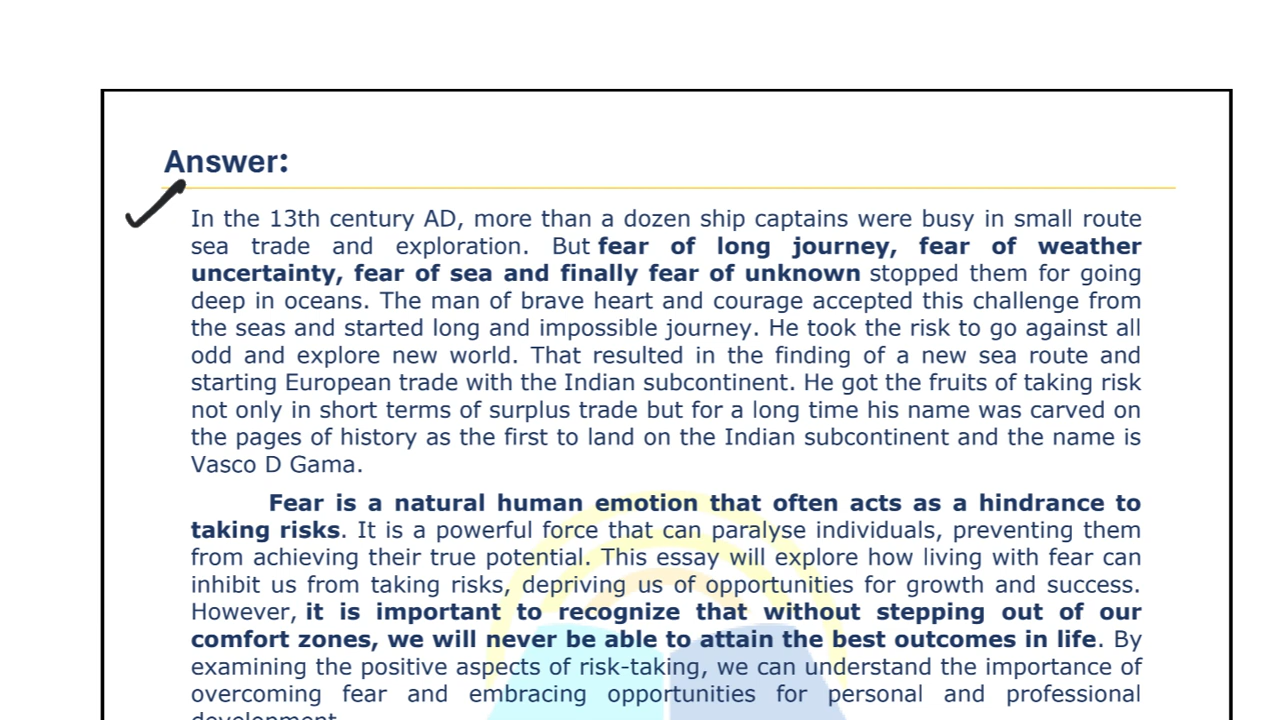 Answer:
In the 13th century AD, more than a dozen ship captains were busy in small route
sea trade and exploration. But fear of long journey, fear of weather
uncertainty, fear of sea and finally fear of unknown stopped them for going
deep in oceans. The man of brave heart and courage accepted this challenge from
the seas and started long and impossible journey. He took the risk to go against all
odd and explore new world. That resulted in the finding of a new sea route and
starting European trade with the Indian subcontinent. He got the fruits of taking risk
not only in short terms of surplus trade but for a long time his name was carved on
the pages of history as the first to land on the Indian subcontinent and the name is
Vasco D Gama.
Fear is a natural human emotion that often acts as a hindrance to
taking risks. It is a powerful force that can paralyse individuals, preventing them
from achieving their true potential. This essay will explore how living with fear can
inhibit us from taking risks, depriving us of opportunities for growth and success.
However, it is important to recognize that without stepping out of our
comfort zones, we will never be able to attain the best outcomes in life. By
examining the positive aspects of risk-taking, we can understand the importance of
overcoming fear and embracing opportunities for personal and professional
development.